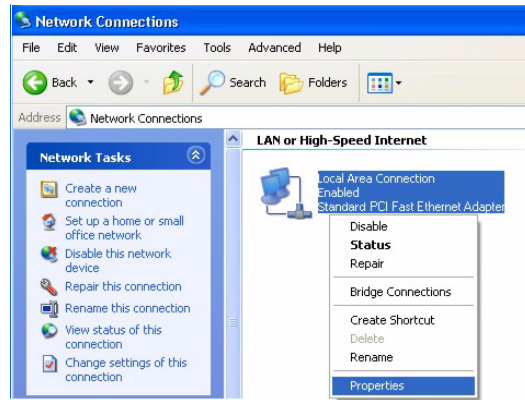 Network Connections
File Edit View Favorites Tools Advanced Help
Back Search Folders
Address Network Connections
Network Tasks
Create a new
connection
Set up a home or small
office network
Disable this network
device
Repair this connection
Rename this connection
View status of this
connection
Change settings of this
connection
LAN or High-Speed Internet
Local Area Connection
Enabled
Standard PCI Fast Ethernet Adapter
Disable
Status
Repair
Bridge Connections
Create Shortcut
Delete
Rename
Properties